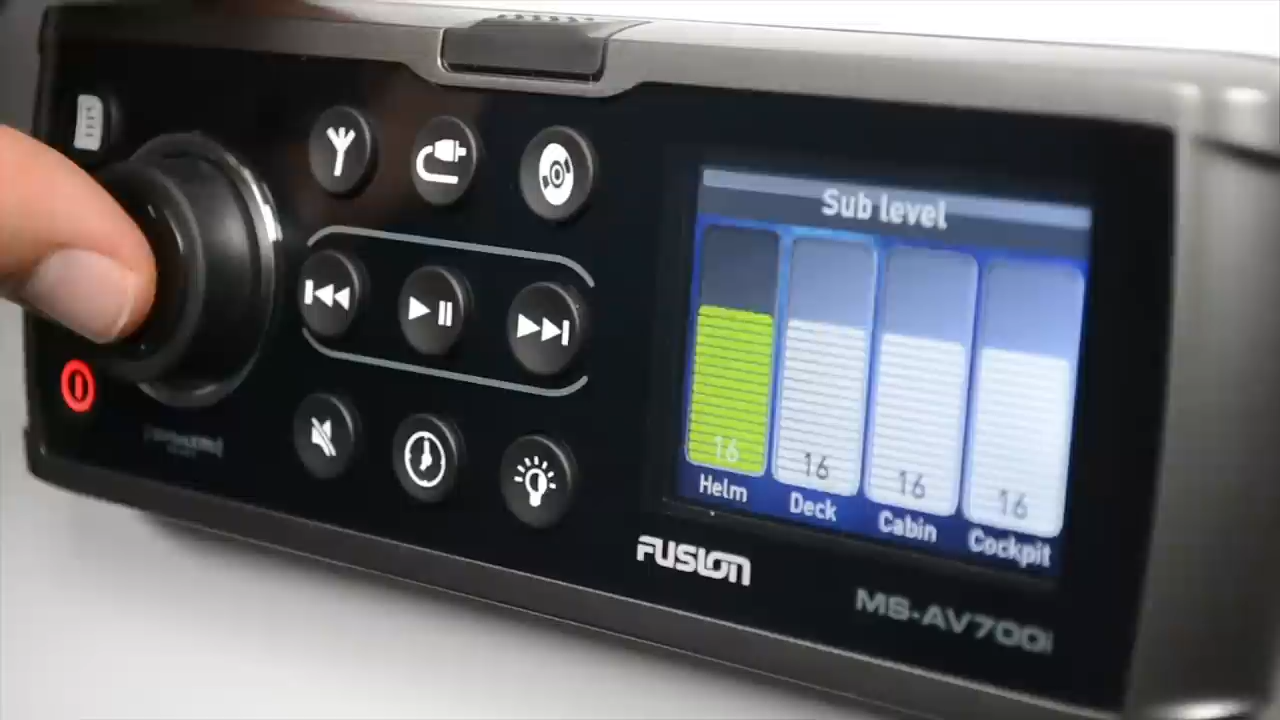 Sub level
16
16
16
16
Helm
Deck
Cabin
Cockpit
FUSION
MS-AV700i